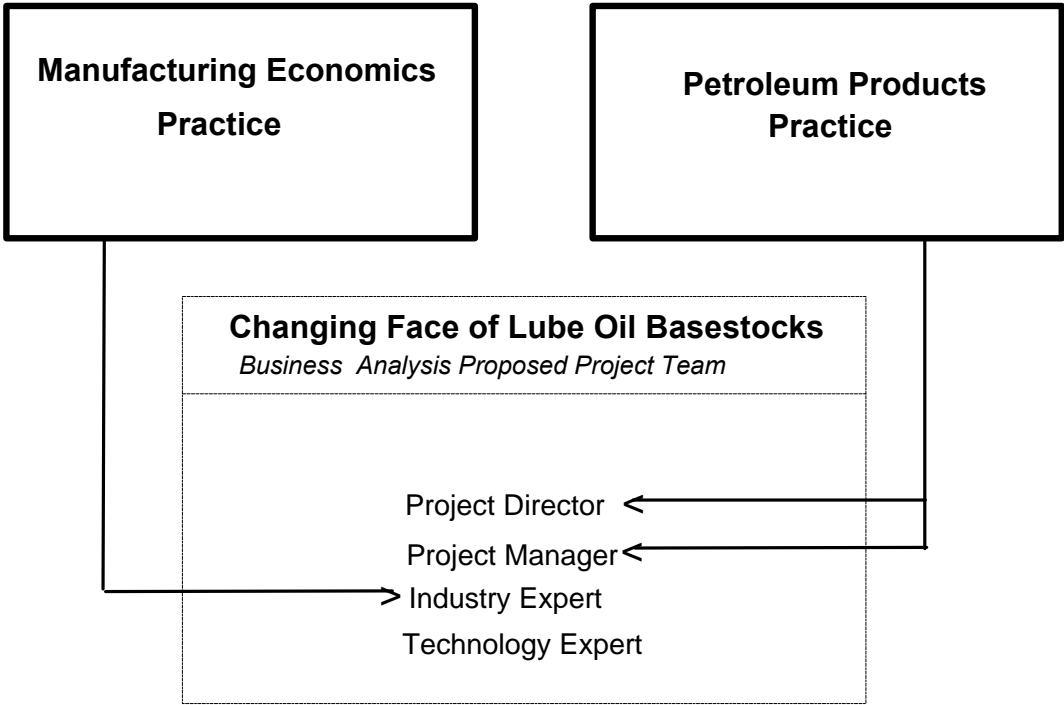 Manufacturing Economics
Practice
Petroleum Products
Practice
Changing Face of Lube Oil Basestocks
Business Analysis Proposed Project Team
Project Director
Project Manager
Industry Expert
Technology Expert